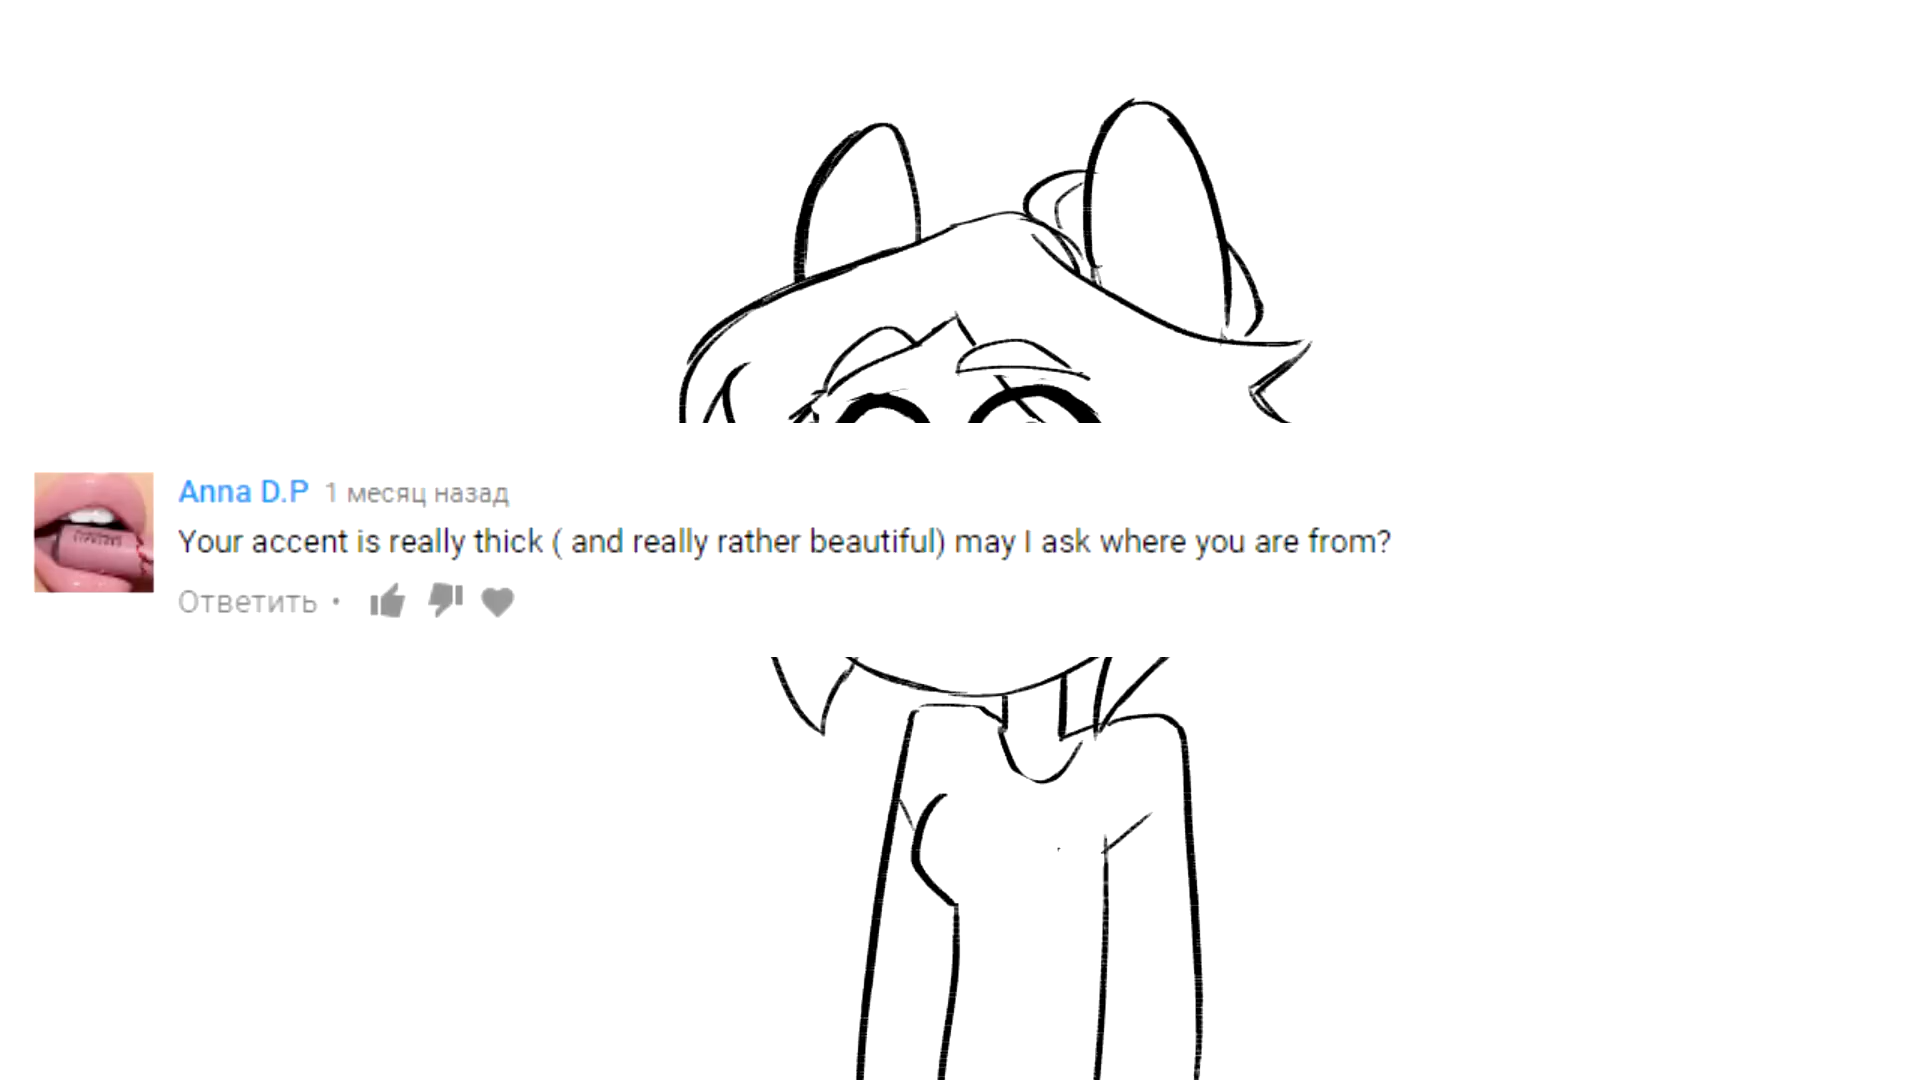 Anna D.P 1 месяц назад
Your accent is really thick ( and really rather beautiful) may I ask where you are from?
Ответить •